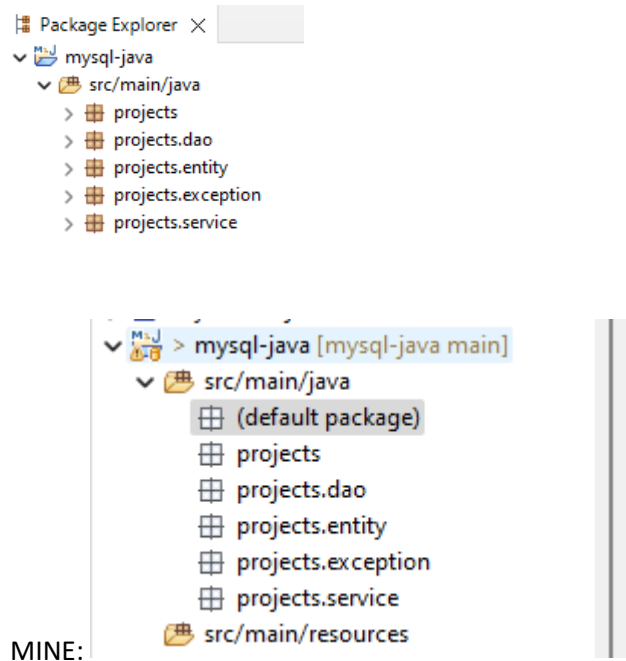 Package Explorer
mysql-java
src/main/java
projects
projects.dao
projects.entity
projects.exception
projects.service
> mysql-java [mysql-java main]
src/main/java
(default package)
projects
projects.dao
projects.entity
projects.exception
projects.service
src/main/resources
MINE: